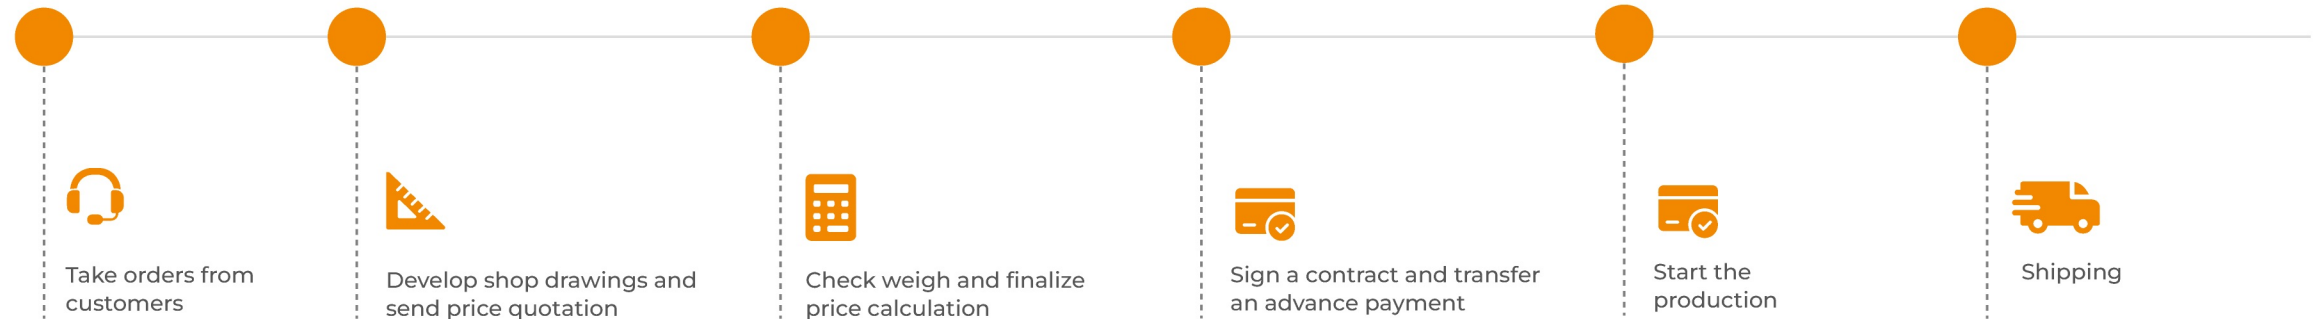 Take orders from
customers
Develop shop drawings and
send price quotation
Check weigh and finalize
price calculation
Sign a contract and transfer
an advance payment
Start the
production
Shipping